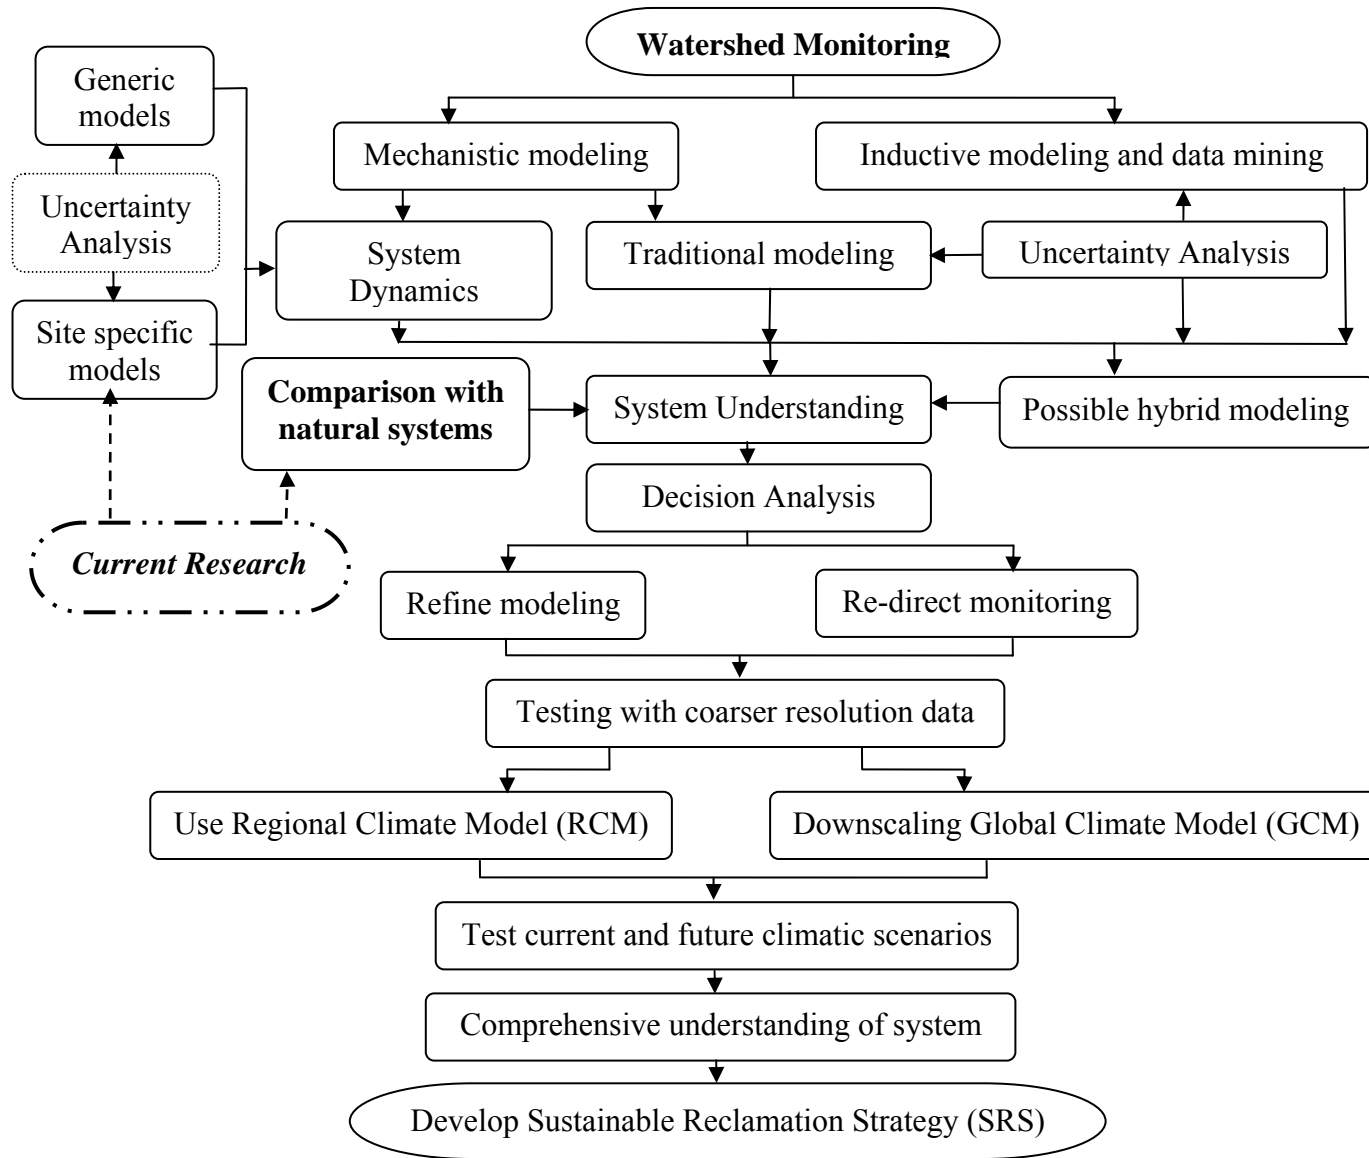 Watershed Monitoring
Generic
models
Mechanistic modeling
Inductive modeling and data mining
Uncertainty
Analysis
System
Dynamics
Traditional modeling
Uncertainty Analysis
Site specific
models
Comparison with
natural systems
System Understanding
Possible hybrid modeling
Decision Analysis
Current Research
Refine modeling
Re-direct monitoring
Testing with coarser resolution data
Use Regional Climate Model (RCM)
Downscaling Global Climate Model (GCM)
Test current and future climatic scenarios
Comprehensive understanding of system
Develop Sustainable Reclamation Strategy (SRS)